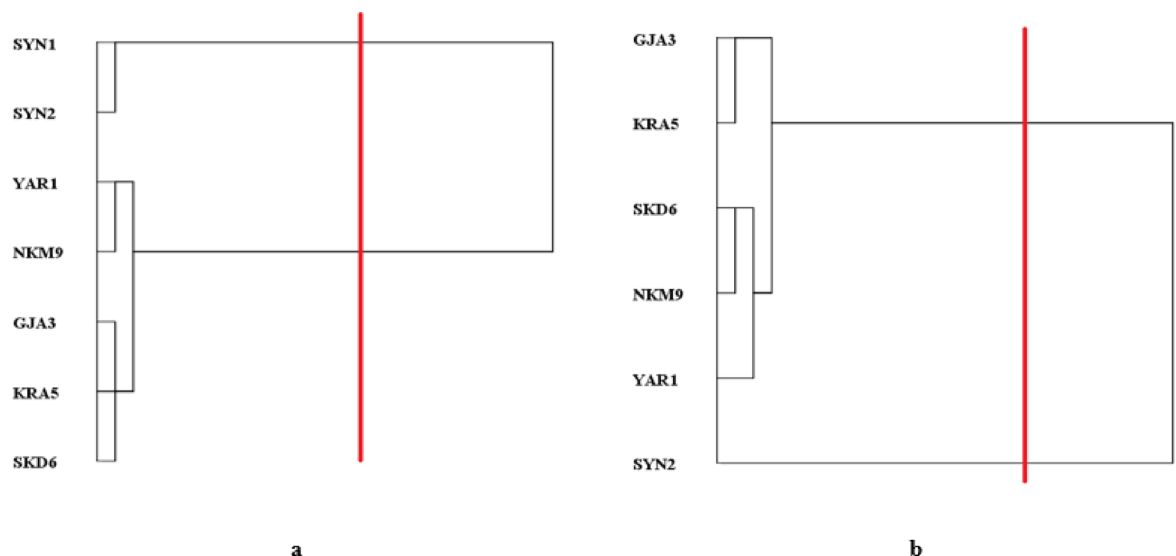 SYN1
SYN2
YAR1
NKM9
GJA3
KRA5
SKD6
a
GJA3
KRA5
SKD6
NKM9
YAR1
SYN2
b